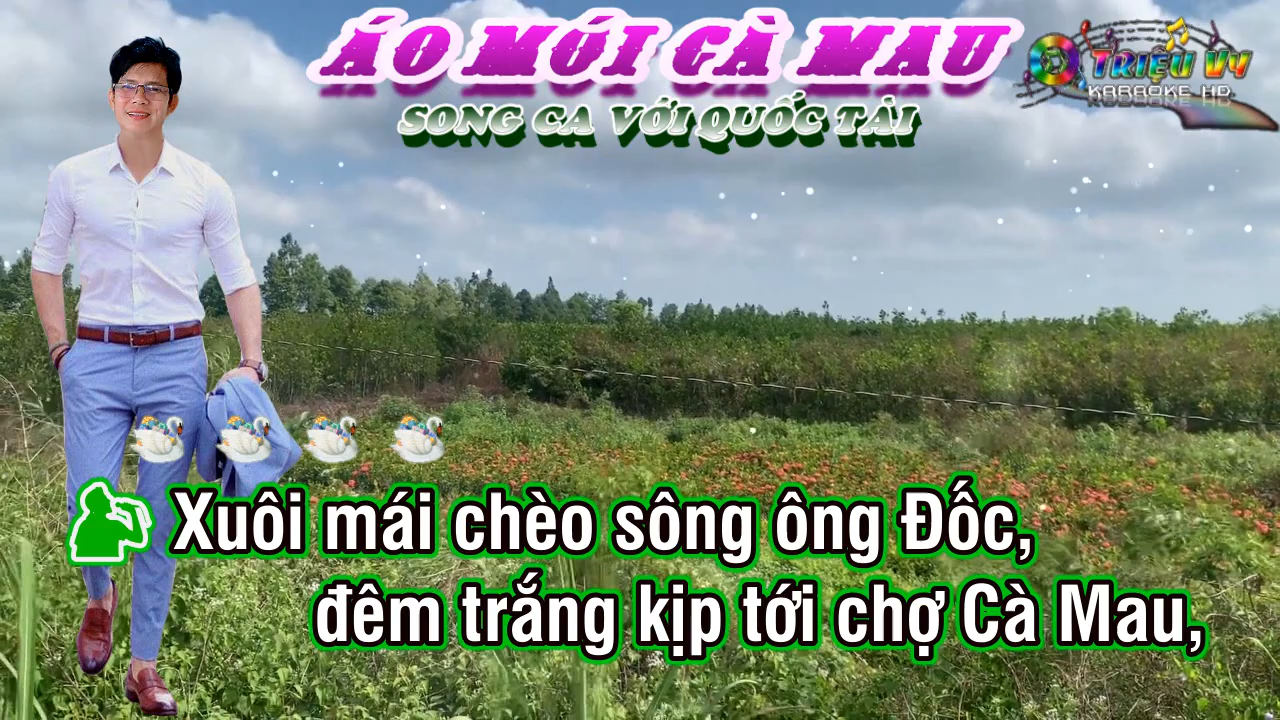 ÁO MỚI CÀ MAU
SONG CA VỚI QUỐC TÀI
TRIỆU VY
KARAOKE HD
Xuôi mái chèo sông ông Đốc,
đêm trắng kịp tới chợ Cà Mau,